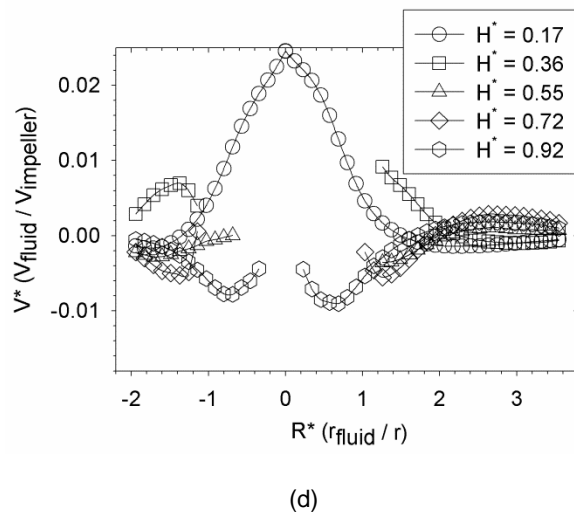 H* = 0.17
H* = 0.36
H* = 0.55
H* = 0.72
H* = 0.92
0.02
0.01
0.00
-0.01
V* (Vfluid / Vimpeller)
-2 -1 0 1 2 3
R* (rfluid / r)
(d)